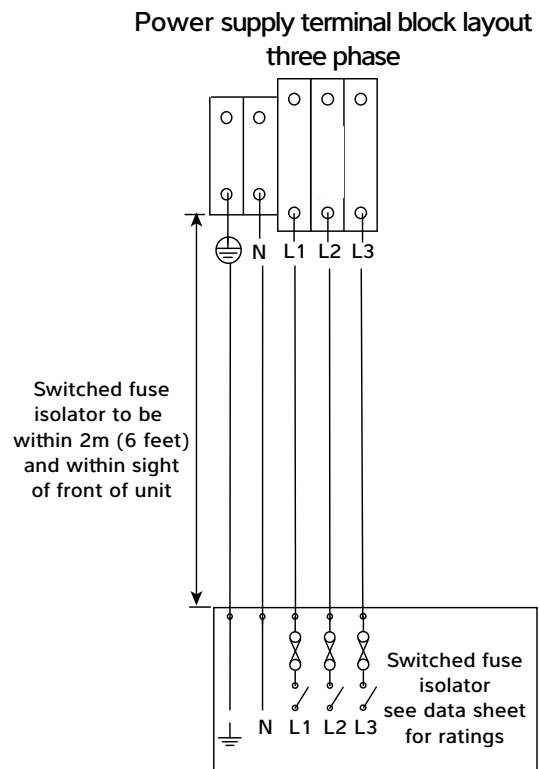 Power supply terminal block layout
three phase
N L1 L2 L3
Switched fuse
isolator to be
within 2m (6 feet)
and within sight
of front of unit
Switched fuse
isolator
see data sheet
for ratings
N L1 L2 L3